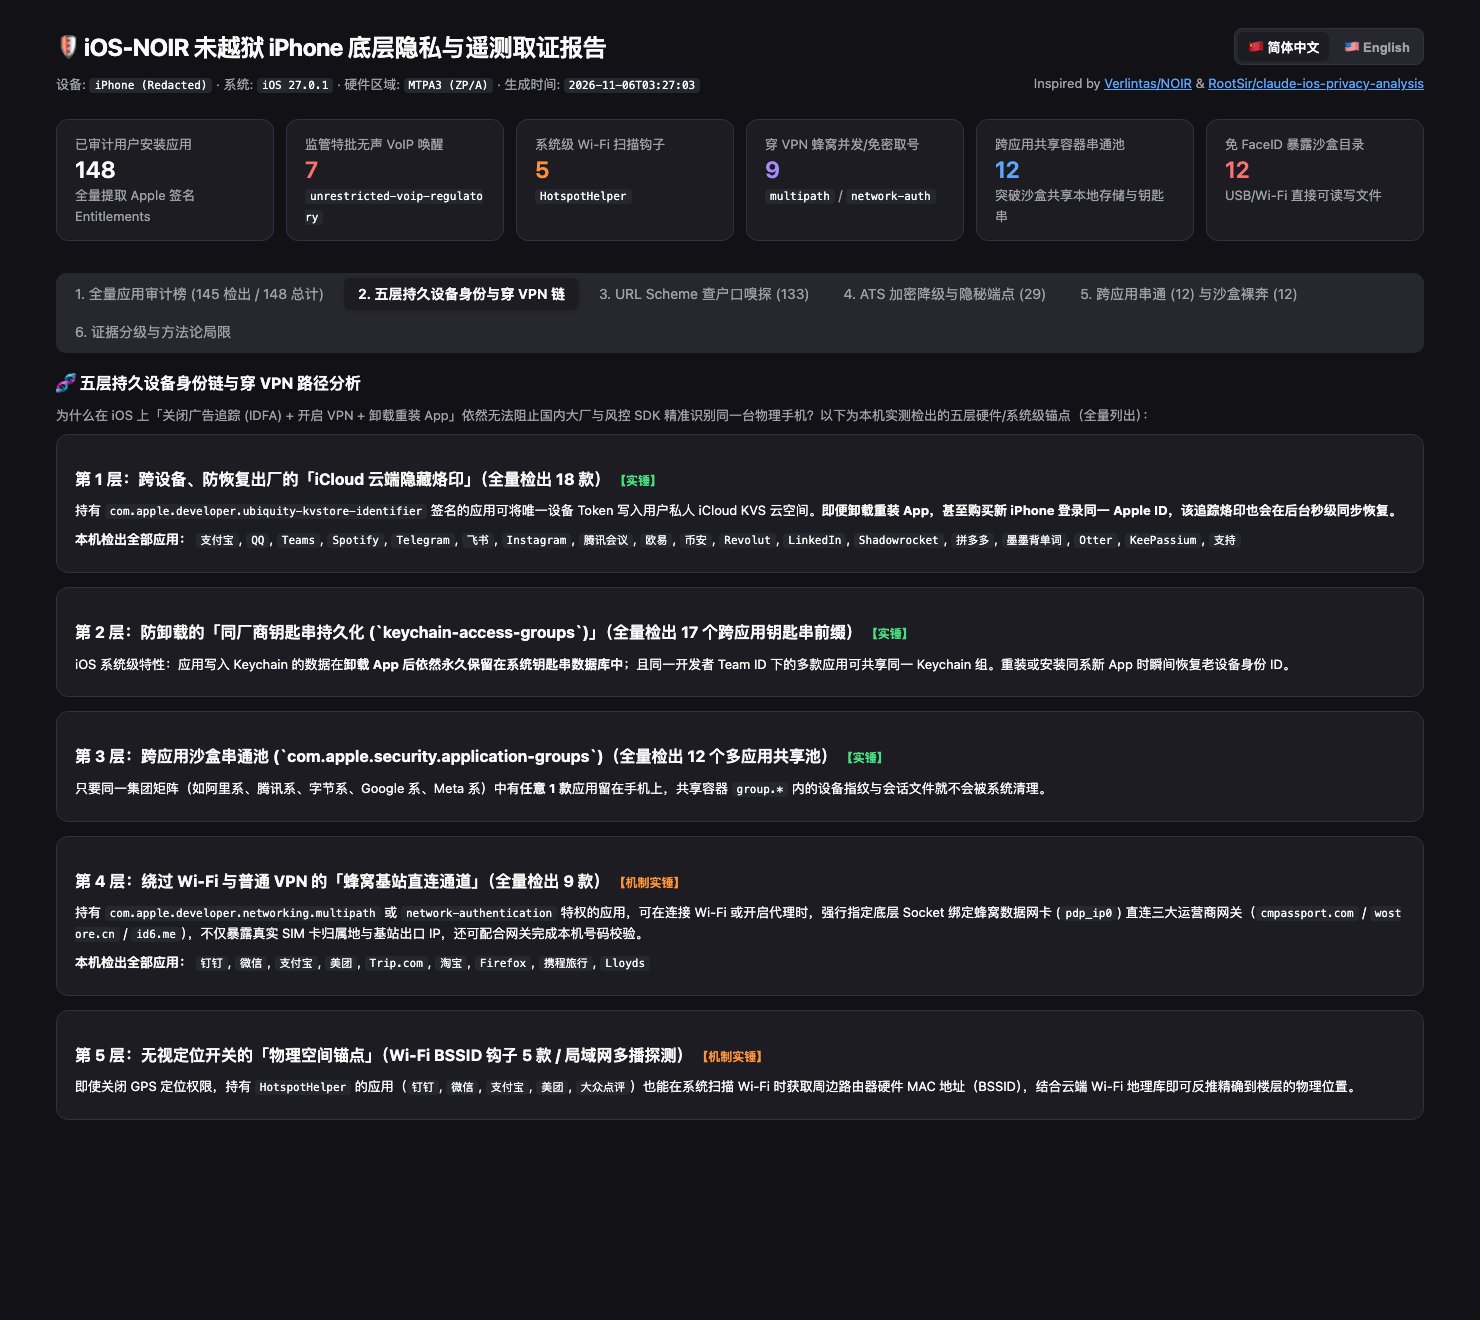 iOS-NOIR 未越狱 iPhone 底层隐私与遥测取证报告
简体中文 English
设备: iPhone (Redacted) · 系统: iOS 27.0.1 · 硬件区域: MTPA3 (ZP/A) · 生成时间: 2026-11-06T03:27:03
Inspired by Verlintas/NOIR & RootSir/claude-ios-privacy-analysis
已审计用户安装应用
148
全量提取 Apple 签名
Entitlements
监管特批无声 VoIP 唤醒
7
unrestricted-voip-regulato
ry
系统级 Wi-Fi 扫描钩子
5
HotspotHelper
穿 VPN 蜂窝并发/免密取号
9
multipath / network-auth
跨应用共享容器串通池
12
突破沙盒共享本地存储与钥匙
串
免 FaceID 暴露沙盒目录
12
USB/Wi-Fi 直接可读写文件
1. 全量应用审计榜 (145 检出 / 148 总计) 2. 五层持久设备身份与穿 VPN 链 3. URL Scheme 查户口嗅探 (133) 4. ATS 加密降级与隐秘端点 (29) 5. 跨应用串通 (12) 与沙盒裸奔 (12)
6. 证据分级与方法论局限
五层持久设备身份链与穿 VPN 路径分析
为什么在 iOS 上「关闭广告追踪 (IDFA) + 开启 VPN + 卸载重装 App」依然无法阻止国内大厂与风控 SDK 精准识别同一台物理手机？以下为本机实测检出的五层硬件/系统级锚点（全量列出）：
第 1 层：跨设备、防恢复出厂的「iCloud 云端隐藏烙印」（全量检出 18 款） 【实锤】
持有 com.apple.developer.ubiquity-kvstore-identifier 签名的应用可将唯一设备 Token 写入用户私人 iCloud KVS 云空间。即便卸载重装 App，甚至购买新 iPhone 登录同一 Apple ID，该追踪烙印也会在后台秒级同步恢复。
本机检出全部应用： 支付宝, QQ, Teams, Spotify, Telegram, 飞书, Instagram, 腾讯会议, 欧易, 币安, Revolut, LinkedIn, Shadowrocket, 拼多多, 墨墨背单词, Otter, KeePassium, 支持
第 2 层：防卸载的「同厂商钥匙串持久化 (`keychain-access-groups`)」（全量检出 17 个跨应用钥匙串前缀） 【实锤】
iOS 系统级特性：应用写入 Keychain 的数据在卸载 App 后依然永久保留在系统钥匙串数据库中；且同一开发者 Team ID 下的多款应用可共享同一 Keychain 组。重装或安装同系新 App 时瞬间恢复老设备身份 ID。
第 3 层：跨应用沙盒串通池 (`com.apple.security.application-groups`)（全量检出 12 个多应用共享池） 【实锤】
只要同一集团矩阵（如阿里系、腾讯系、字节系、Google 系、Meta 系）中有任意 1 款应用留在手机上，共享容器 group.* 内的设备指纹与会话文件就不会被系统清理。
第 4 层：绕过 Wi-Fi 与普通 VPN 的「蜂窝基站直连通道」（全量检出 9 款） 【机制实锤】
持有 com.apple.developer.networking.multipath 或 network-authentication 特权的应用，可在连接 Wi-Fi 或开启代理时，强行指定底层 Socket 绑定蜂窝数据网卡 ( pdp_ip0 ) 直连三大运营商网关（ cmpassport.com / wost
ore.cn / id6.me ），不仅暴露真实 SIM 卡归属地与基站出口 IP，还可配合网关完成本机号码校验。
本机检出全部应用： 钉钉, 微信, 支付宝, 美团, Trip.com, 淘宝, Firefox, 携程旅行, Lloyds
第 5 层：无视定位开关的「物理空间锚点」（Wi-Fi BSSID 钩子 5 款 / 局域网多播探测） 【机制实锤】
即使关闭 GPS 定位权限，持有 HotspotHelper 的应用（ 钉钉, 微信, 支付宝, 美团, 大众点评 ）也能在系统扫描 Wi-Fi 时获取周边路由器硬件 MAC 地址（BSSID），结合云端 Wi-Fi 地理库即可反推精确到楼层的物理位置。